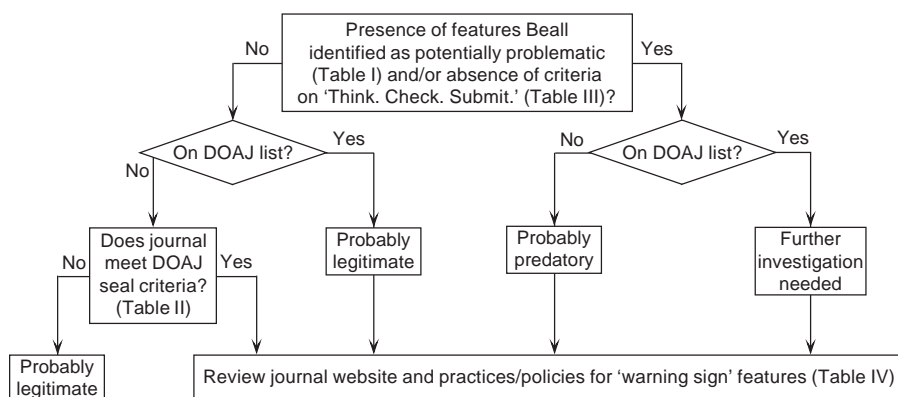 Presence of features Beall
identified as potentially problematic
(Table I) and/or absence of criteria
on ‘Think. Check. Submit.’ (Table III)?
No
Yes
On DOAJ list?
No
Yes
On DOAJ list?
No
Yes
Does journal
meet DOAJ
seal criteria?
(Table II)
No
Yes
Probably
legitimate
Probably
predatory
Further
investigation
needed
Probably
legitimate
Review journal website and practices/policies for ‘warning sign’ features (Table IV)